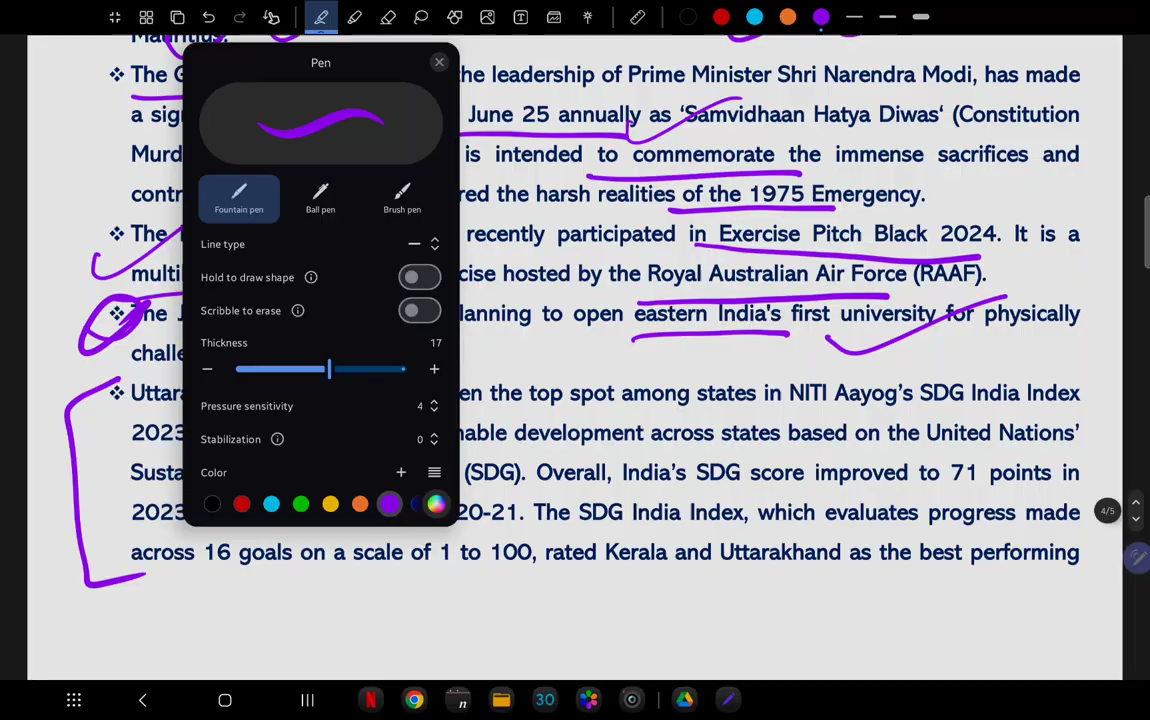 Mauritius.
Pen
The G the leadership of Prime Minister Shri Narendra Modi, has made
a sig June 25 annually as ‘Samvidhaan Hatya Diwas‘ (Constitution
Murd is intended to commemorate the immense sacrifices and
contr red the harsh realities of the 1975 Emergency.
The recently participated in Exercise Pitch Black 2024. It is a
multil cise hosted by the Royal Australian Air Force (RAAF).
The J lanning to open eastern India's first university for physically
challe
Uttara en the top spot among states in NITI Aayog’s SDG India Index
2023 nable development across states based on the United Nations’
Susta (SDG). Overall, India’s SDG score improved to 71 points in
2023 20-21. The SDG India Index, which evaluates progress made
across 16 goals on a scale of 1 to 100, rated Kerala and Uttarakhand as the best performing
Fountain pen Ball pen Brush pen
Line type
Hold to draw shape
Scribble to erase
Thickness 17
Pressure sensitivity 4
Stabilization 0
Color
4/5
30